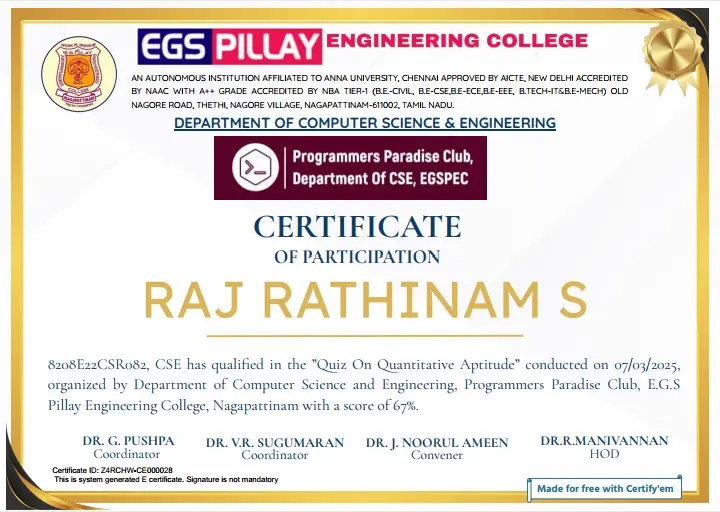 EGS PILLAY ENGINEERING COLLEGE
AN AUTONOMOUS INSTITUTION AFFILIATED TO ANNA UNIVERSITY, CHENNAI APPROVED BY AICTE, NEW DELHI ACCREDITED
BY NAAC WITH A++ GRADE ACCREDITED BY NBA TIER-1 (B.E-CIVIL, B.E-CSE,B.E-ECE,B.E-EEE, B.TECH-IT&B.E-MECH) OLD
NAGORE ROAD, THETHI, NAGORE VILLAGE, NAGAPATTINAM-611002, TAMIL NADU.
DEPARTMENT OF COMPUTER SCIENCE & ENGINEERING
Programmers Paradise Club,
Department Of CSE, EGSPEC
CERTIFICATE
OF PARTICIPATION
RAJ RATHINAM S
8208E22CSR082, CSE has qualified in the "Quiz On Quantitative Aptitude" conducted on 07/03/2025,
organized by Department of Computer Science and Engineering, Programmers Paradise Club, E.G.S
Pillay Engineering College, Nagapattinam with a score of 67%.
DR. G. PUSHPA DR. V.R. SUGUMARAN DR. J. NOORUL AMEEN DR.R.MANIVANNAN
Coordinator Coordinator Convener HOD
Certificate ID: Z4RCHW-CE000028
This is system generated E certificate. Signature is not mandatory
Made for free with Certify'em